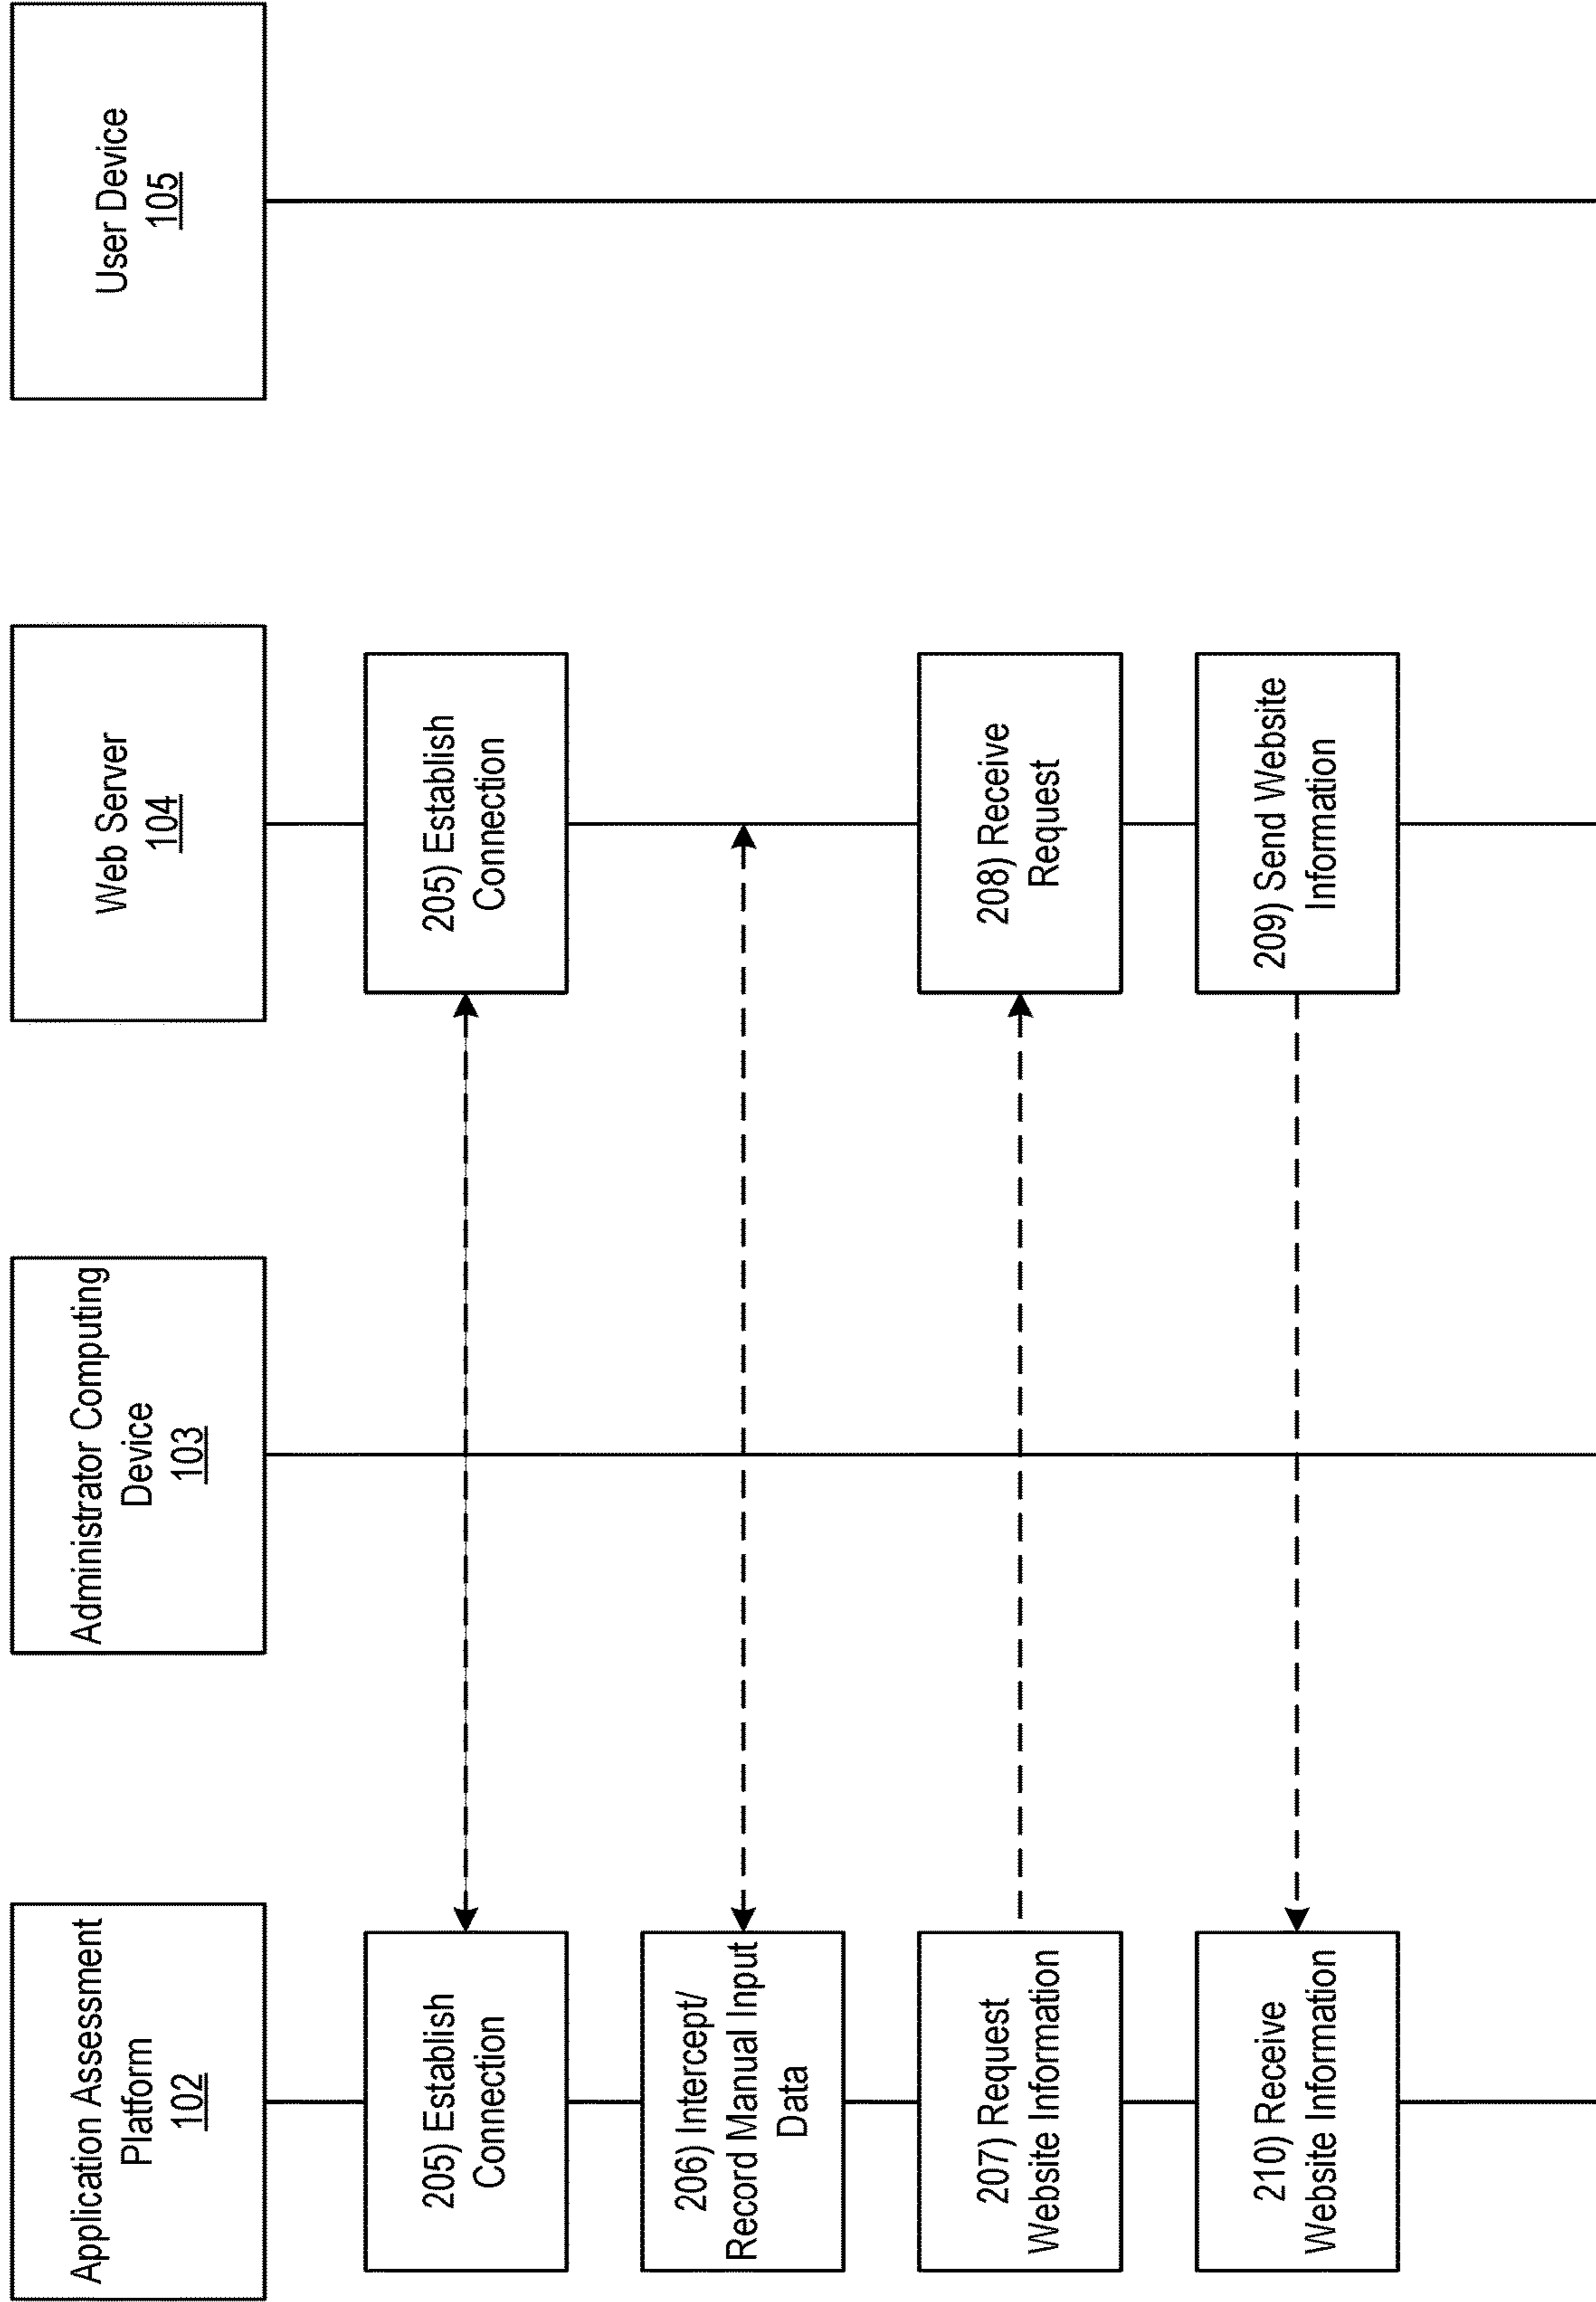 Application Assessment
Platform
102
Administrator Computing
Device
103
Web Server
104
User Device
105
205) Establish
Connection
205) Establish
Connection
206) Intercept/
Record Manual Input
Data
207) Request
Website Information
208) Receive
Request
210) Receive
Website Information
209) Send Website
Information